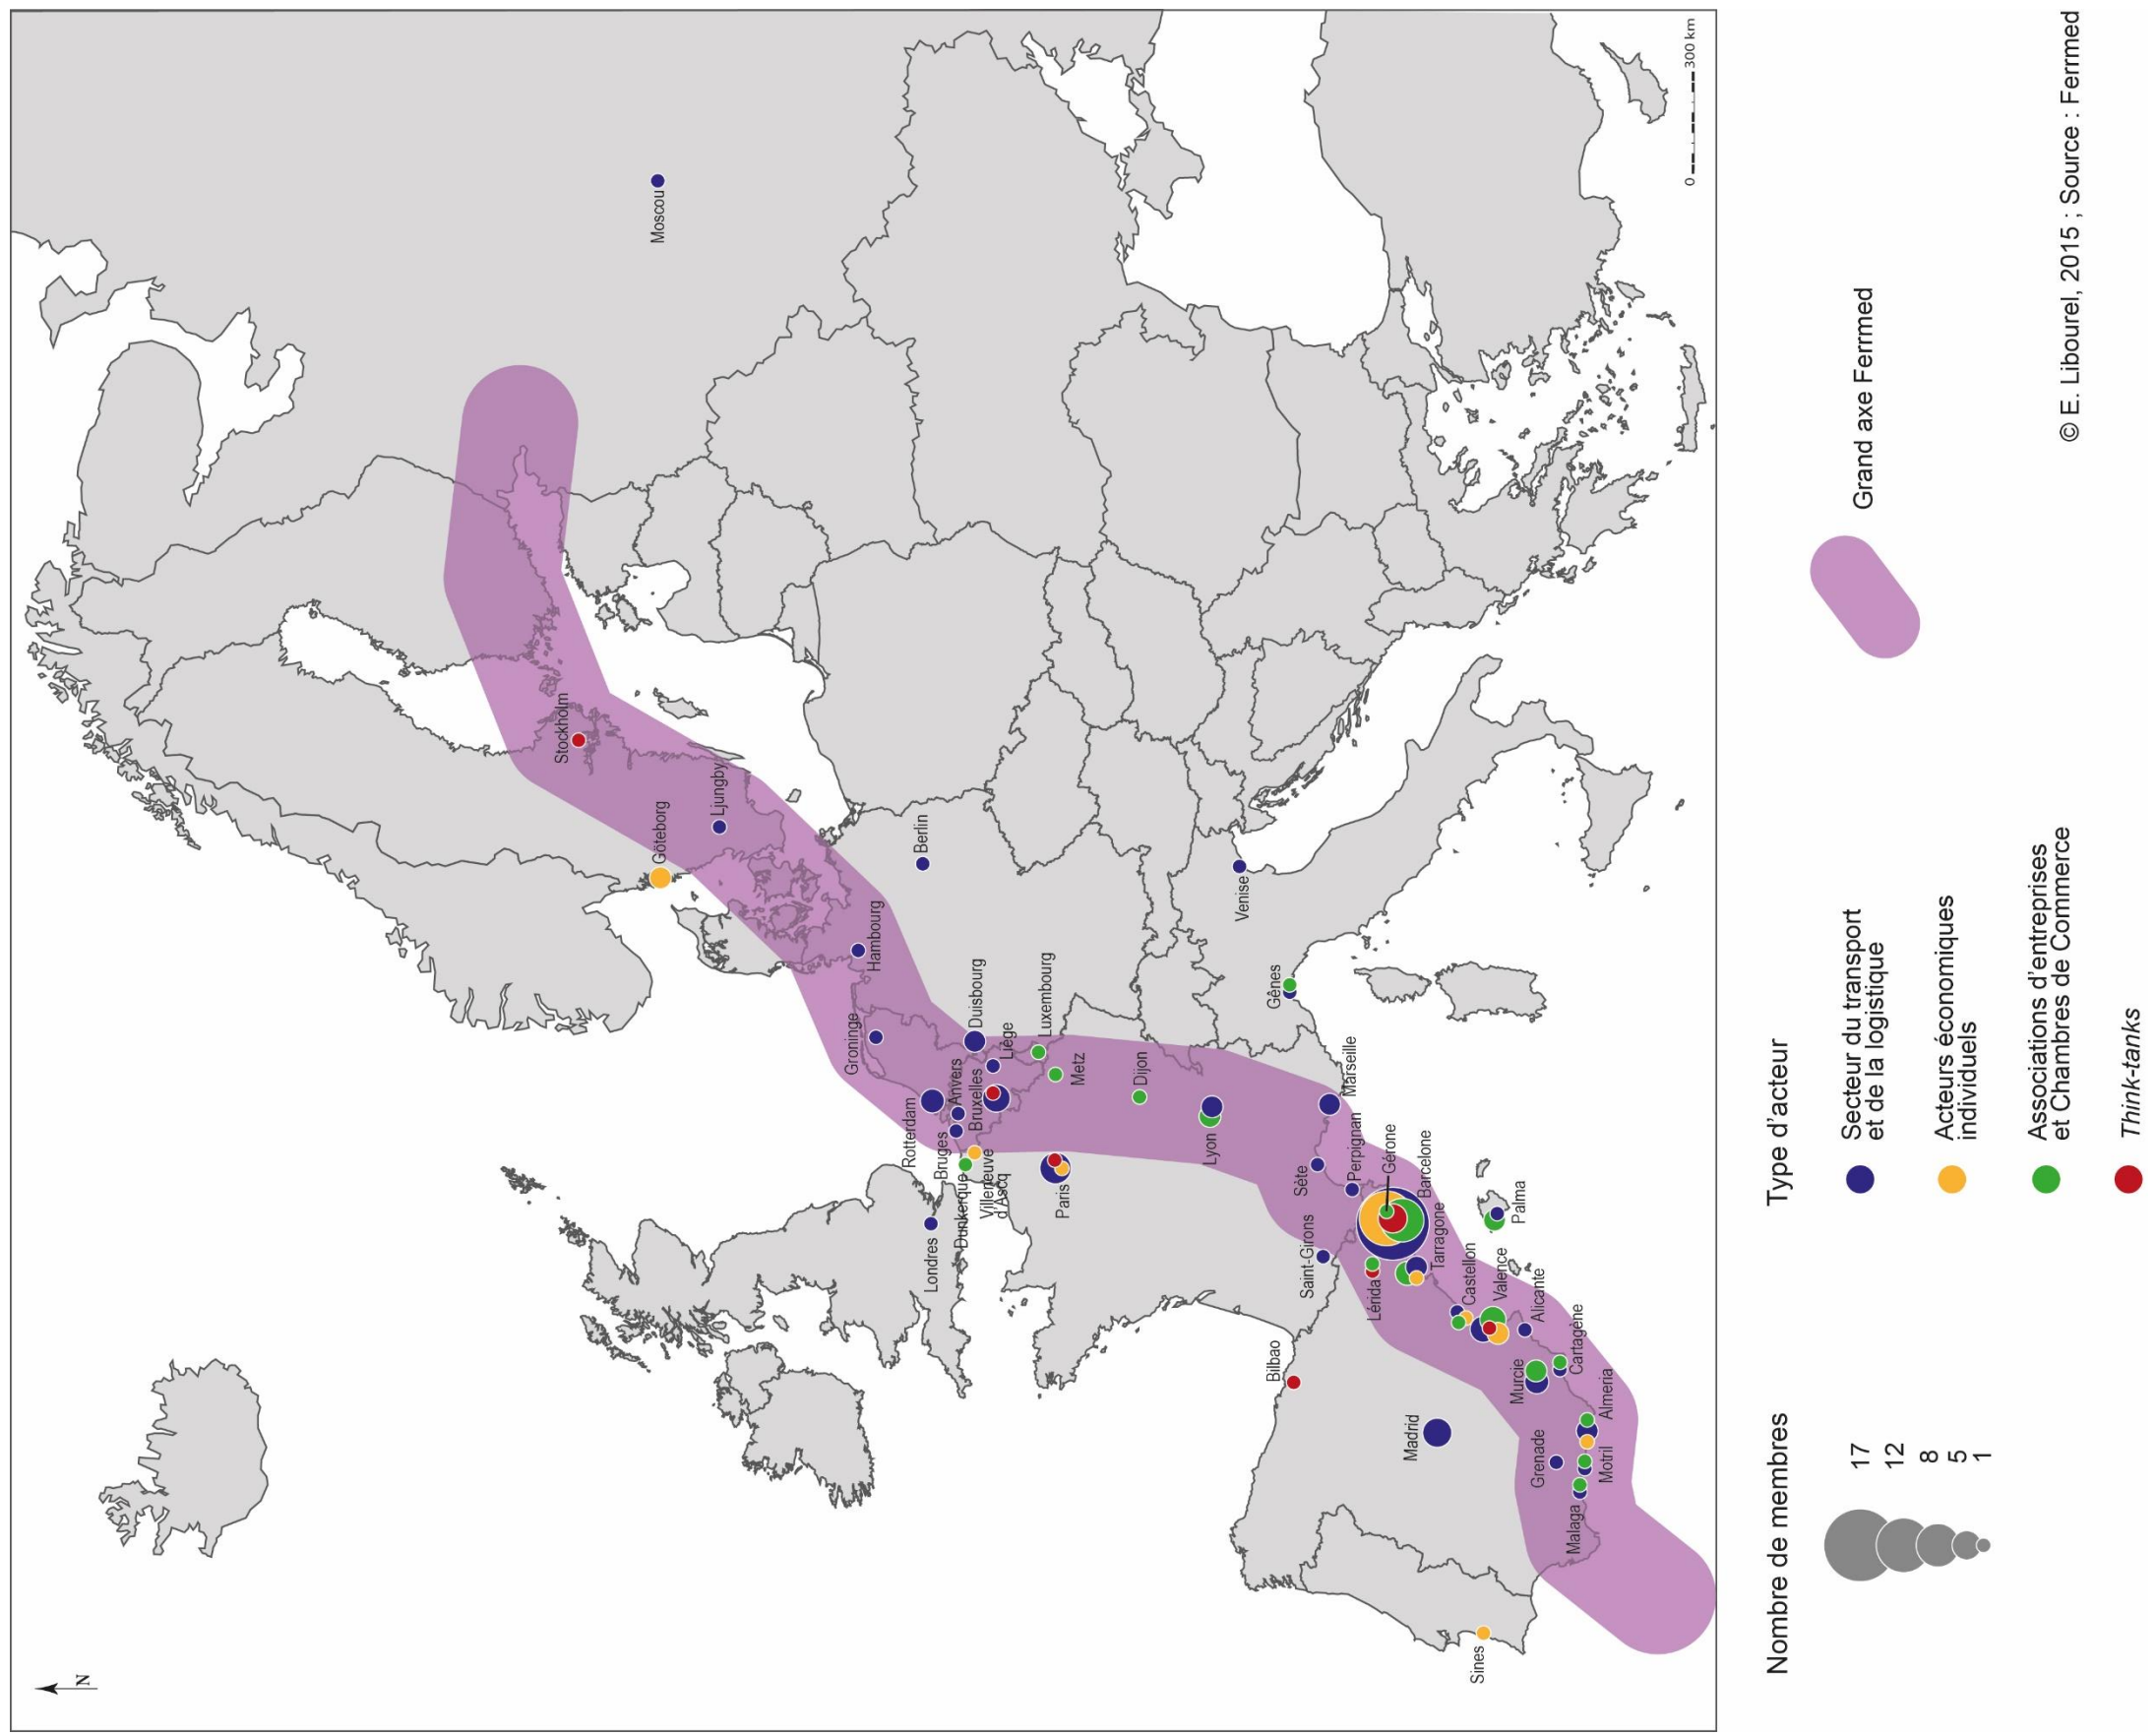 N
Moscou
Stockholm
Göteborg
Ljungby
Berlin
Hambourg
Groningue
Duisbourg
Rotterdam
Anvers
Liège
Bruges
Bruxelles
Luxembourg
Londres
Dunkerque
Villeneuve
d'Ascq
Metz
Paris
Dijon
Lyon
Venise
Gênes
Marseille
Sète
Perpignan
Saint-Girons
Gérone
Barcelone
Lérida
Tarragone
Palma
Bilbao
Castellon
Valence
Alicante
Madrid
Murcie
Cartagène
Grenade
Almeria
Motril
Malaga
Sines
0
300 km
Nombre de membres
17
12
8
5
1
Type d'acteur
Secteur du transport
et de la logistique
Acteurs économiques
individuels
Associations d'entreprises
et Chambres de Commerce
Think-tanks
Grand axe Fermed
© E. Libourel, 2015 ; Source : Ferrmed